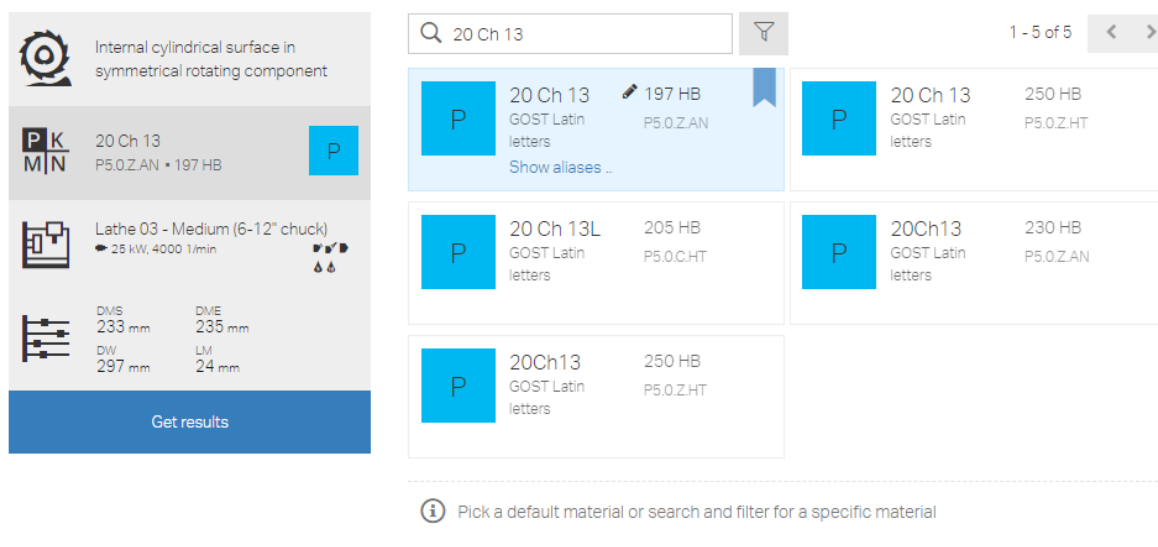 Internal cylindrical surface in
symmetrical rotating component
P K
M N
20 Ch 13
P5.0.Z.AN • 197 HB
P
Lathe 03 - Medium (6-12" chuck)
25 kW, 4000 1/min
DMS
233 mm
DME
235 mm
DW
297 mm
LM
24 mm
Get results
20 Ch 13
1 - 5 of 5
P
20 Ch 13
GOST Latin
letters
Show aliases ..
197 HB
P5.0.Z.AN
P
20 Ch 13
GOST Latin
letters
250 HB
P5.0.Z.HT
P
20 Ch 13L
GOST Latin
letters
205 HB
P5.0.C.HT
P
20Ch13
GOST Latin
letters
230 HB
P5.0.Z.AN
P
20Ch13
GOST Latin
letters
250 HB
P5.0.Z.HT
Pick a default material or search and filter for a specific material